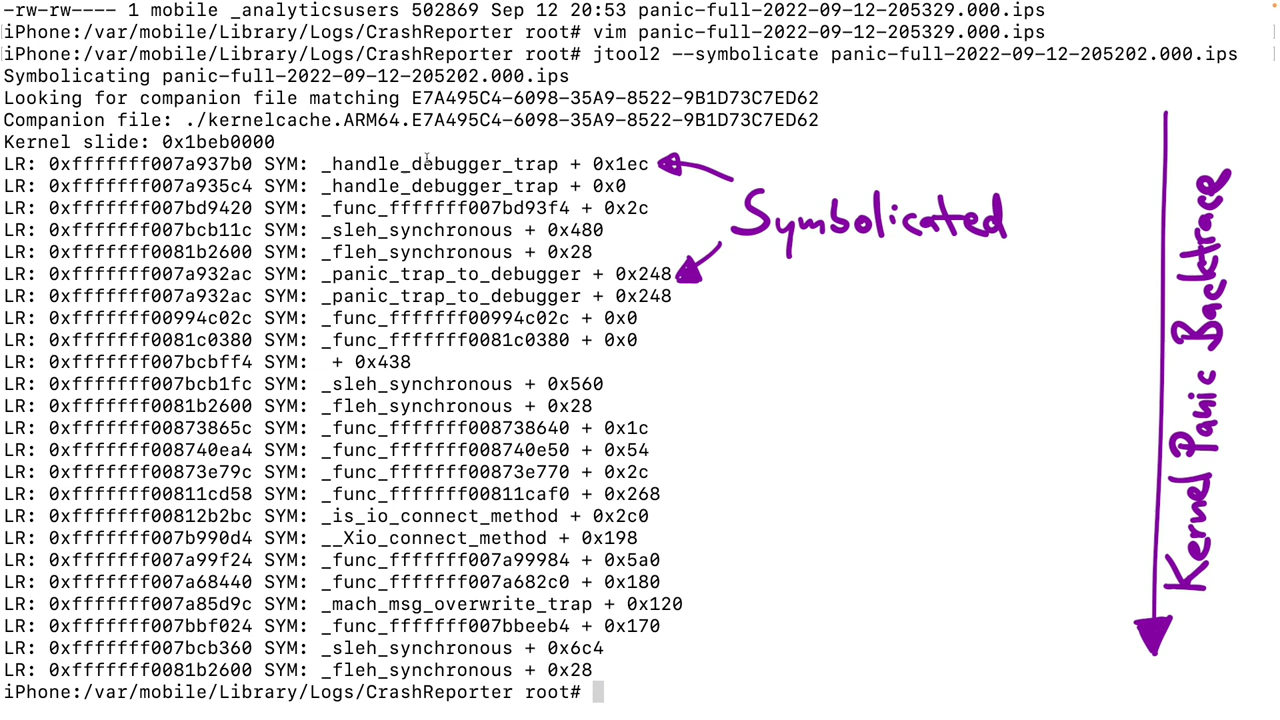 -rw-rw---- 1 mobile _analyticsusers 502869 Sep 12 20:53 panic-full-2022-09-12-205329.000.ips
iPhone:/var/mobile/Library/Logs/CrashReporter root# vim panic-full-2022-09-12-205329.000.ips
iPhone:/var/mobile/Library/Logs/CrashReporter root# jtool2 --symbolicate panic-full-2022-09-12-205202.000.ips
Symbolicating panic-full-2022-09-12-205202.000.ips
Looking for companion file matching E7A495C4-6098-35A9-8522-9B1D73C7ED62
Companion file: ./kernelcache.ARM64.E7A495C4-6098-35A9-8522-9B1D73C7ED62
Kernel slide: 0x1beb0000
LR: 0xfffffff007a937b0 SYM: _handle_debugger_trap + 0x1ec
LR: 0xfffffff007a935c4 SYM: _handle_debugger_trap + 0x0
LR: 0xfffffff007bd9420 SYM: _func_fffffff007bd93f4 + 0x2c
LR: 0xfffffff007bcb11c SYM: _sleh_synchronous + 0x480
LR: 0xfffffff0081b2600 SYM: _fleh_synchronous + 0x28
LR: 0xfffffff007a932ac SYM: _panic_trap_to_debugger + 0x248
LR: 0xfffffff007a932ac SYM: _panic_trap_to_debugger + 0x248
LR: 0xfffffff00994c02c SYM: _func_fffffff00994c02c + 0x0
LR: 0xfffffff0081c0380 SYM: _func_fffffff0081c0380 + 0x0
LR: 0xfffffff007bcbff4 SYM:  + 0x438
LR: 0xfffffff007bcb1fc SYM: _sleh_synchronous + 0x560
LR: 0xfffffff0081b2600 SYM: _fleh_synchronous + 0x28
LR: 0xfffffff00873865c SYM: _func_fffffff008738640 + 0x1c
LR: 0xfffffff008740ea4 SYM: _func_fffffff008740e50 + 0x54
LR: 0xfffffff00873e79c SYM: _func_fffffff00873e770 + 0x2c
LR: 0xfffffff00811cd58 SYM: _func_fffffff00811caf0 + 0x268
LR: 0xfffffff00812b2bc SYM: _is_io_connect_method + 0x2c0
LR: 0xfffffff007b990d4 SYM: __Xio_connect_method + 0x198
LR: 0xfffffff007a99f24 SYM: _func_fffffff007a99984 + 0x5a0
LR: 0xfffffff007a68440 SYM: _func_fffffff007a682c0 + 0x180
LR: 0xfffffff007a85d9c SYM: _mach_msg_overwrite_trap + 0x120
LR: 0xfffffff007bbf024 SYM: _func_fffffff007bbeeb4 + 0x170
LR: 0xfffffff007bcb360 SYM: _sleh_synchronous + 0x6c4
LR: 0xfffffff0081b2600 SYM: _fleh_synchronous + 0x28
iPhone:/var/mobile/Library/Logs/CrashReporter root#
Symbolicated
Kernel Panic Backtrace